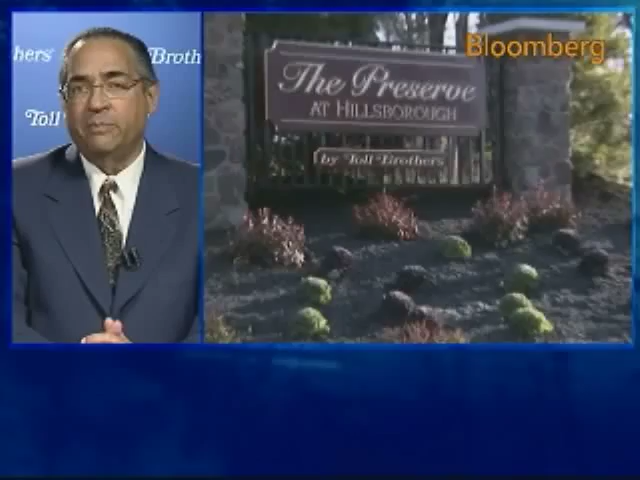 Brothers
Toll
Bloomberg
The Preserve
AT HILLSBOROUGH
by Toll Brothers